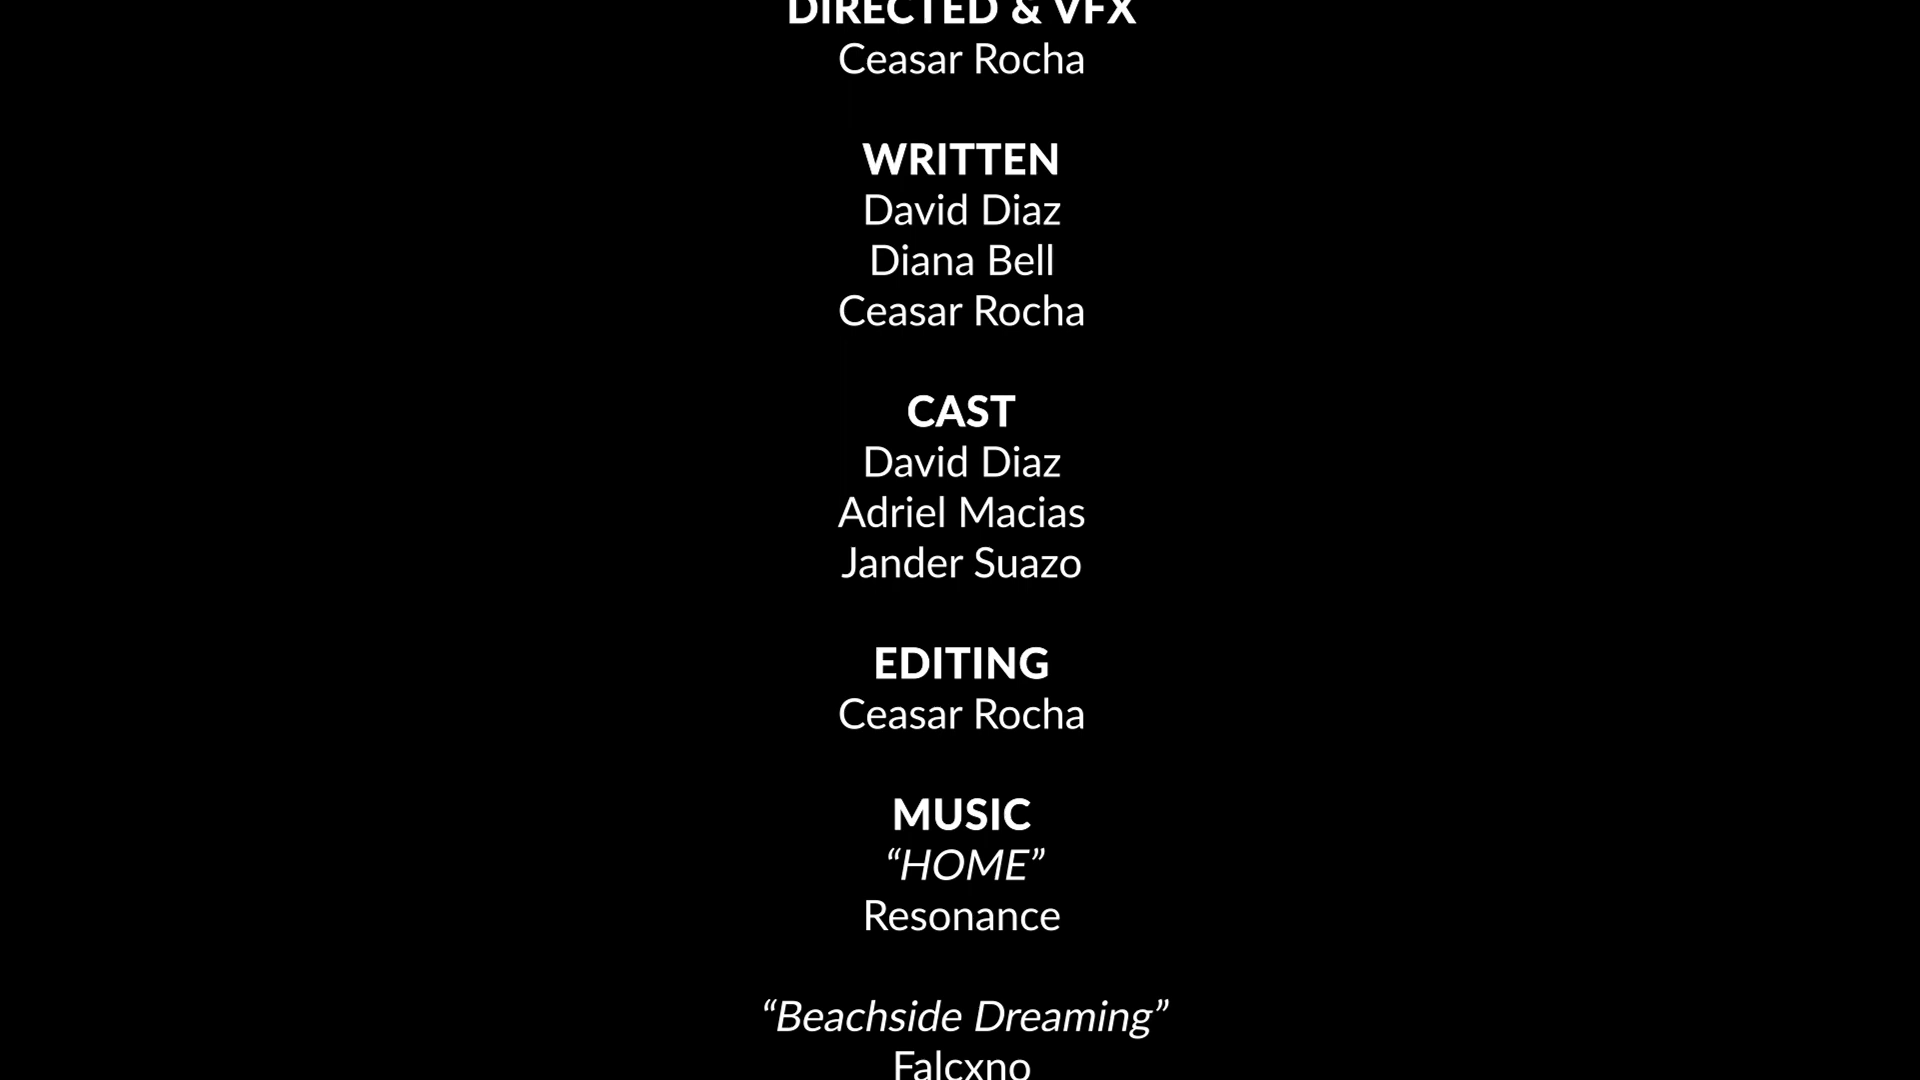 DIRECTED & VFX
Ceasar Rocha
WRITTEN
David Diaz
Diana Bell
Ceasar Rocha
CAST
David Diaz
Adriel Macias
Jander Suazo
EDITING
Ceasar Rocha
MUSIC
“HOME”
Resonance
“Beachside Dreaming”
Falcxno